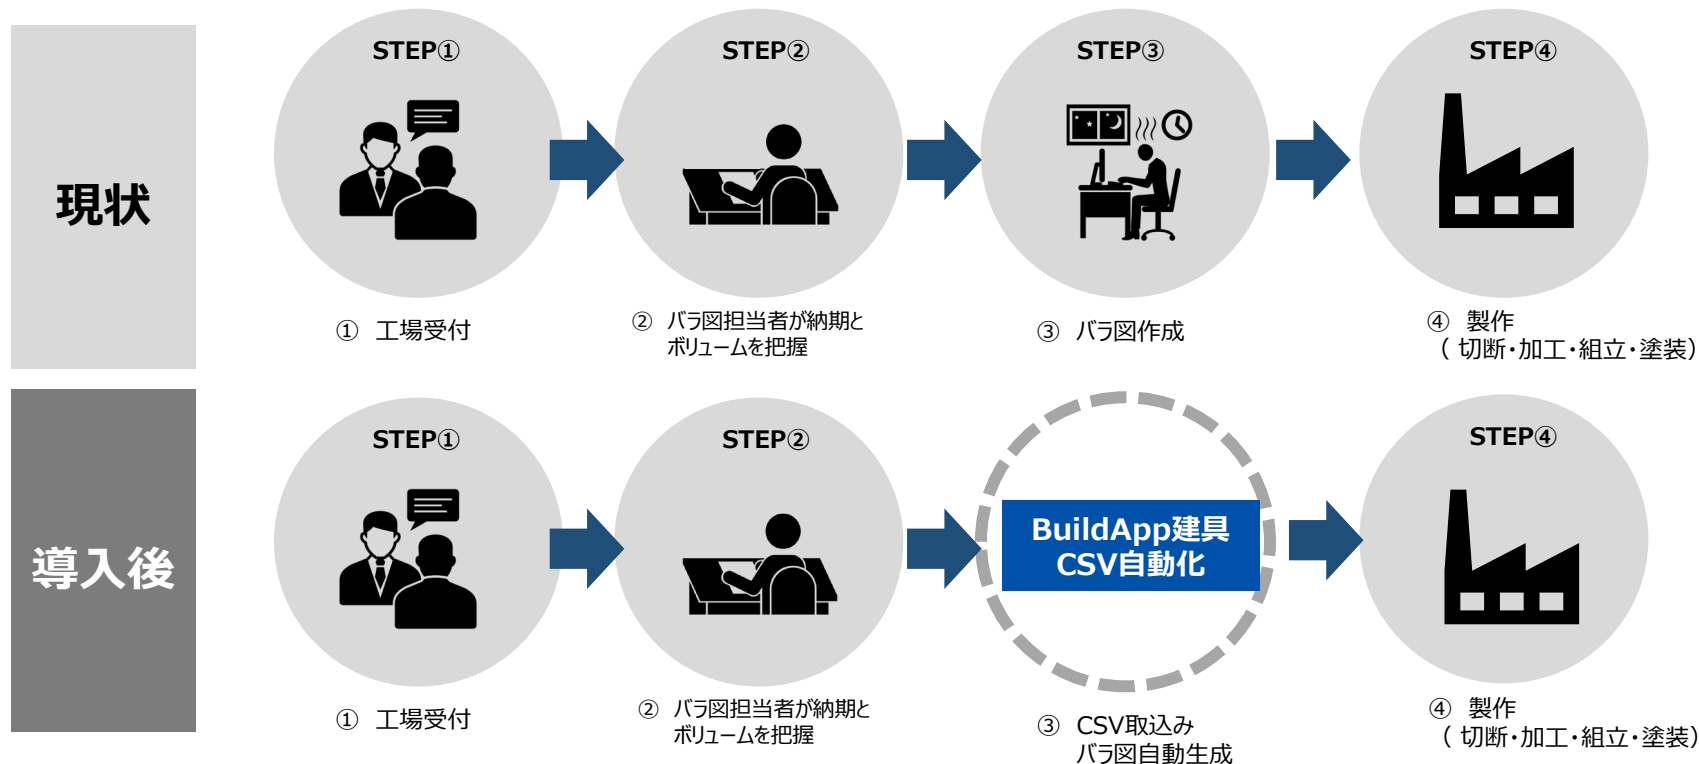 現状
STEP①
STEP②
STEP③
STEP④
① 工場受付
② バラ図担当者が納期と
ボリュームを把握
③ バラ図作成
④ 製作
( 切断・加工・組立・塗装)
導入後
STEP①
STEP②
BuildApp建具
CSV自動化
STEP④
① 工場受付
② バラ図担当者が納期と
ボリュームを把握
③ CSV取込み
バラ図自動生成
④ 製作
( 切断・加工・組立・塗装)